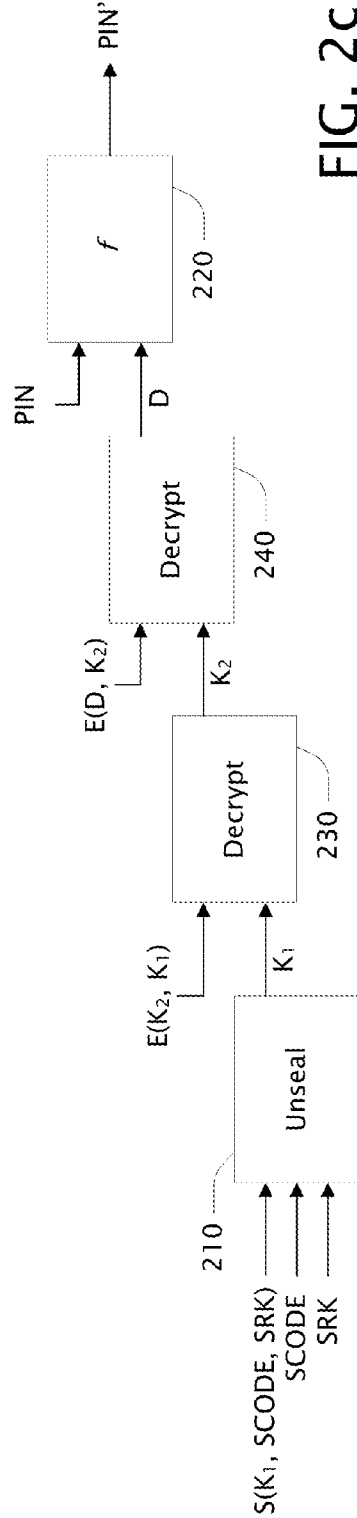 S(K₁, SCODE, SRK)
SCODE
SRK
210
Unseal
K₁
E(K₂, K₁)
Decrypt
230
K₂
E(D, K₂)
Decrypt
240
D
PIN
f
220
PIN'
FIG. 2c